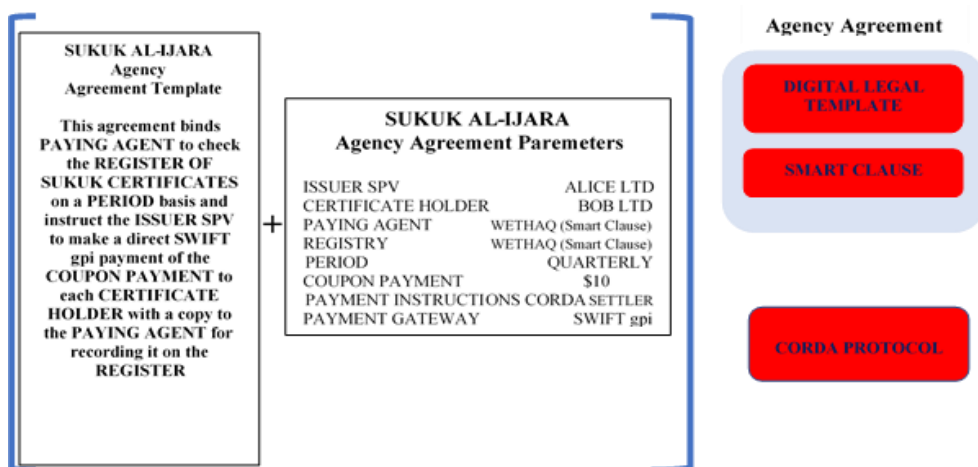 SUKUK AL-IJARA
Agency
Agreement Template
This agreement binds
PAYING AGENT to check
the REGISTER OF
SUKUK CERTIFICATES
on a PERIOD basis and
instruct the ISSUER SPV
to make a direct SWIFT
gpi payment of the
COUPON PAYMENT to
each CERTIFICATE
HOLDER with a copy to
the PAYING AGENT for
recording it on the
REGISTER
+
SUKUK AL-IJARA
Agency Agreement Paremeters
ISSUER SPV ALICE LTD
CERTIFICATE HOLDER BOB LTD
PAYING AGENT WETHAQ (Smart Clause)
REGISTRY WETHAQ (Smart Clause)
PERIOD QUARTERLY
COUPON PAYMENT $10
PAYMENT INSTRUCTIONS CORDA SETTLER
PAYMENT GATEWAY SWIFT gpi
Agency Agreement
DIGITAL LEGAL
TEMPLATE
SMART CLAUSE
CORDA PROTOCOL